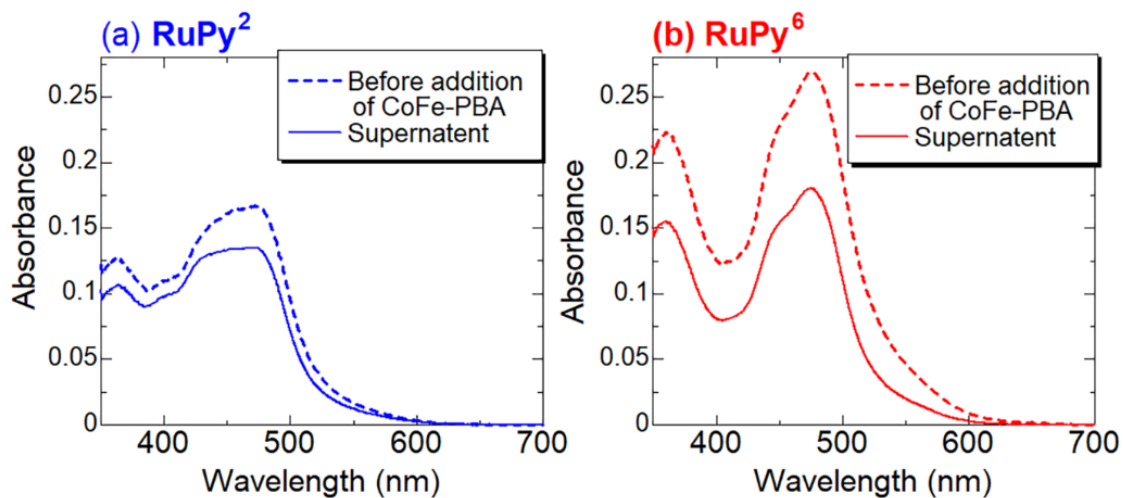 (a) RuPy²
Before addition
of CoFe-PBA
Supernatent
0.25
0.2
0.15
0.1
0.05
0
Absorbance
400
500
600
700
Wavelength (nm)
(b) RuPy⁶
Before addition
of CoFe-PBA
Supernatent
0.25
0.2
0.15
0.1
0.05
0
Absorbance
400
500
600
700
Wavelength (nm)